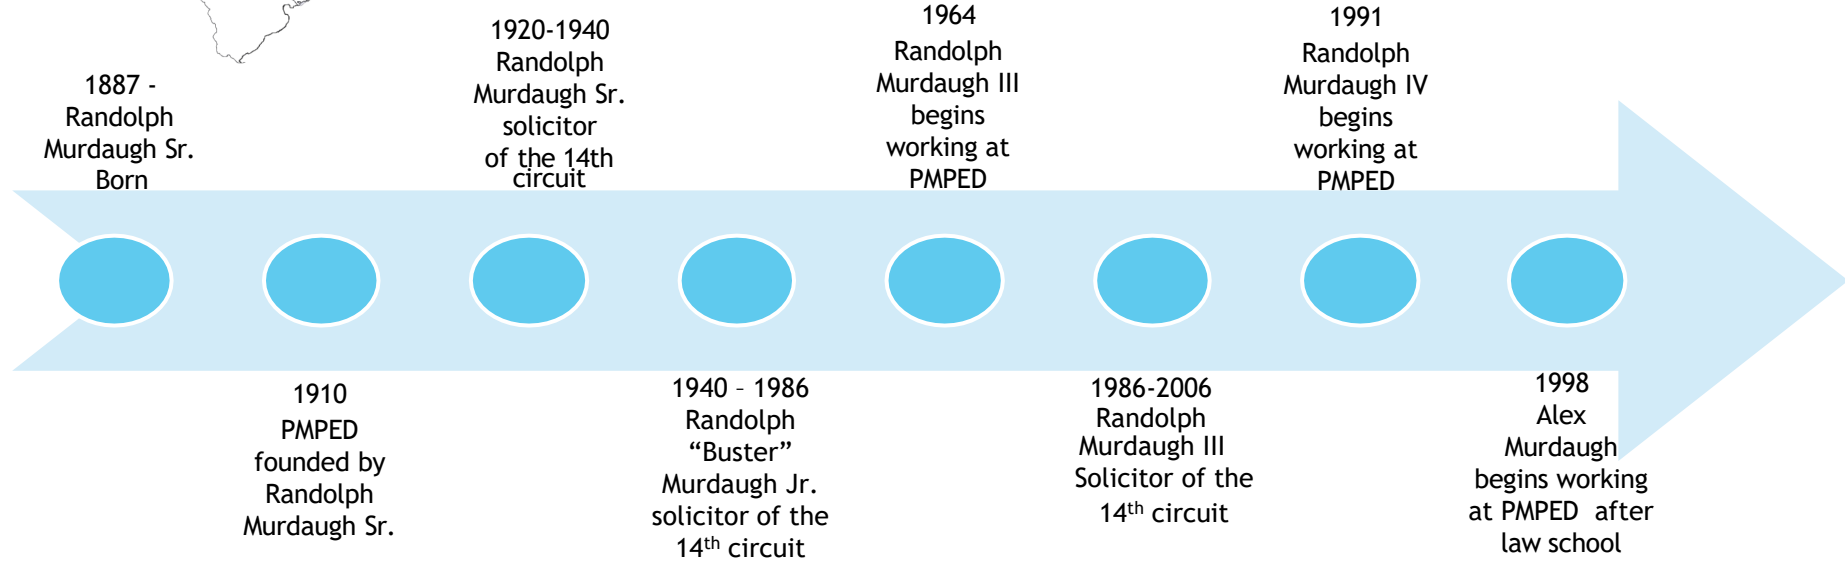 1887 -
Randolph
Murdaugh Sr.
Born
1910
PMPED
founded by
Randolph
Murdaugh Sr.
1920-1940
Randolph
Murdaugh Sr.
solicitor
of the 14th
circuit
1940 – 1986
Randolph
“Buster”
Murdaugh Jr.
solicitor of the
14th circuit
1964
Randolph
Murdaugh III
begins
working at
PMPED
1986-2006
Randolph
Murdaugh III
Solicitor of the
14th circuit
1991
Randolph
Murdaugh IV
begins
working at
PMPED
1998
Alex
Murdaugh
begins working
at PMPED after
law school